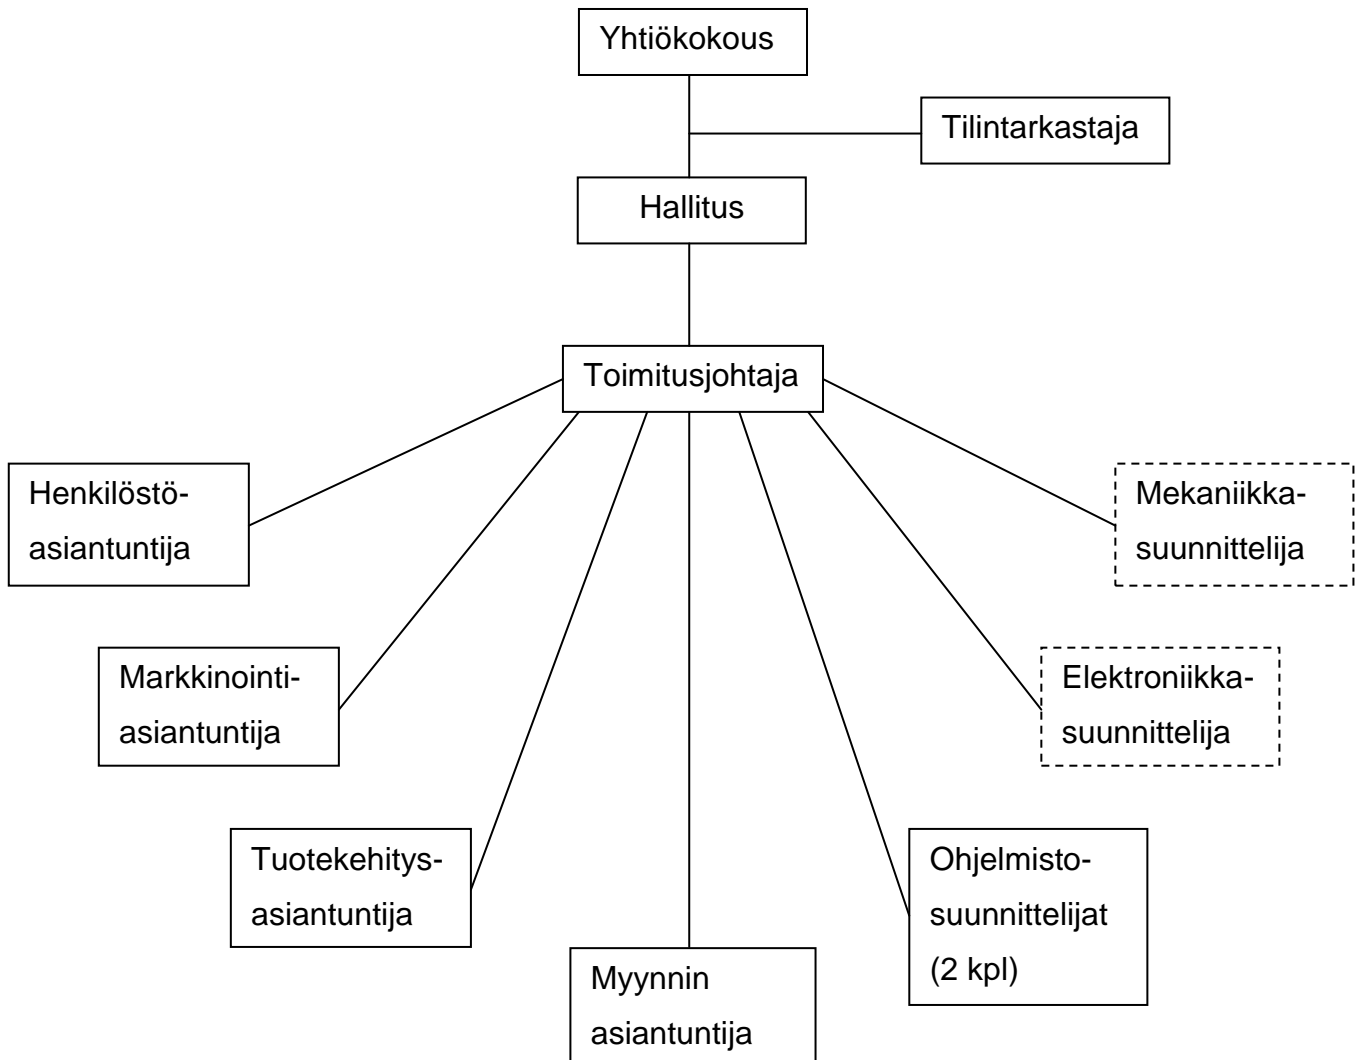 Yhtiökokous
Tilintarkastaja
Hallitus
Toimitusjohtaja
Henkilöstö-
asiantuntija
Mekaniikka-
suunnittelija
Markkinointi-
asiantuntija
Elektroniikka-
suunnittelija
Tuotekehitys-
asiantuntija
Ohjelmisto-
suunnittelijat
(2 kpl)
Myynnin
asiantuntija